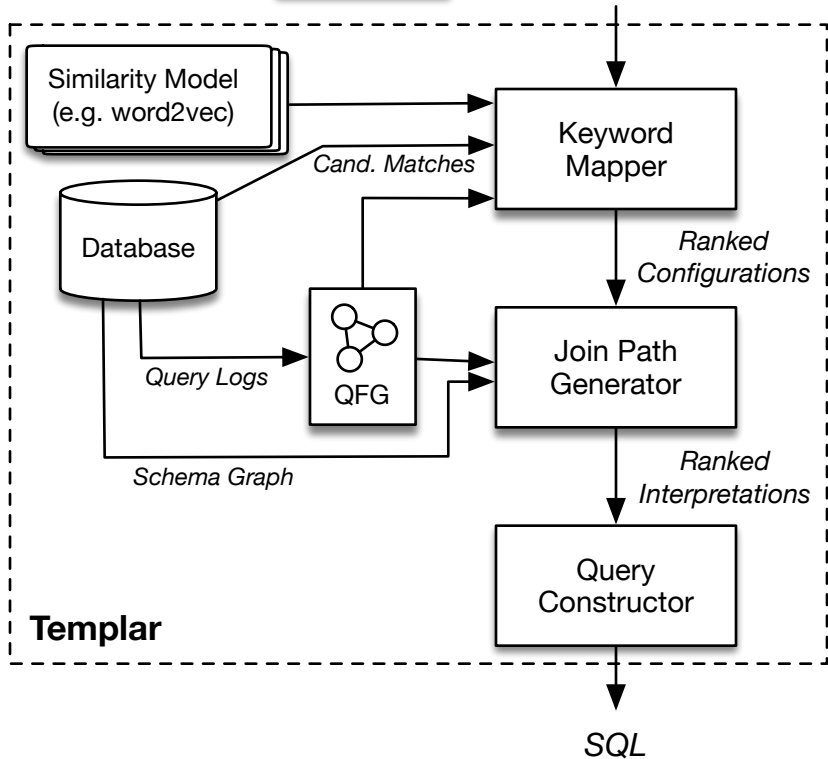 Similarity Model
(e.g. word2vec)
Keyword
Mapper
Cand. Matches
Database
Ranked
Configurations
Join Path
Generator
Query Logs
QFG
Schema Graph
Ranked
Interpretations
Query
Constructor
Templar
SQL